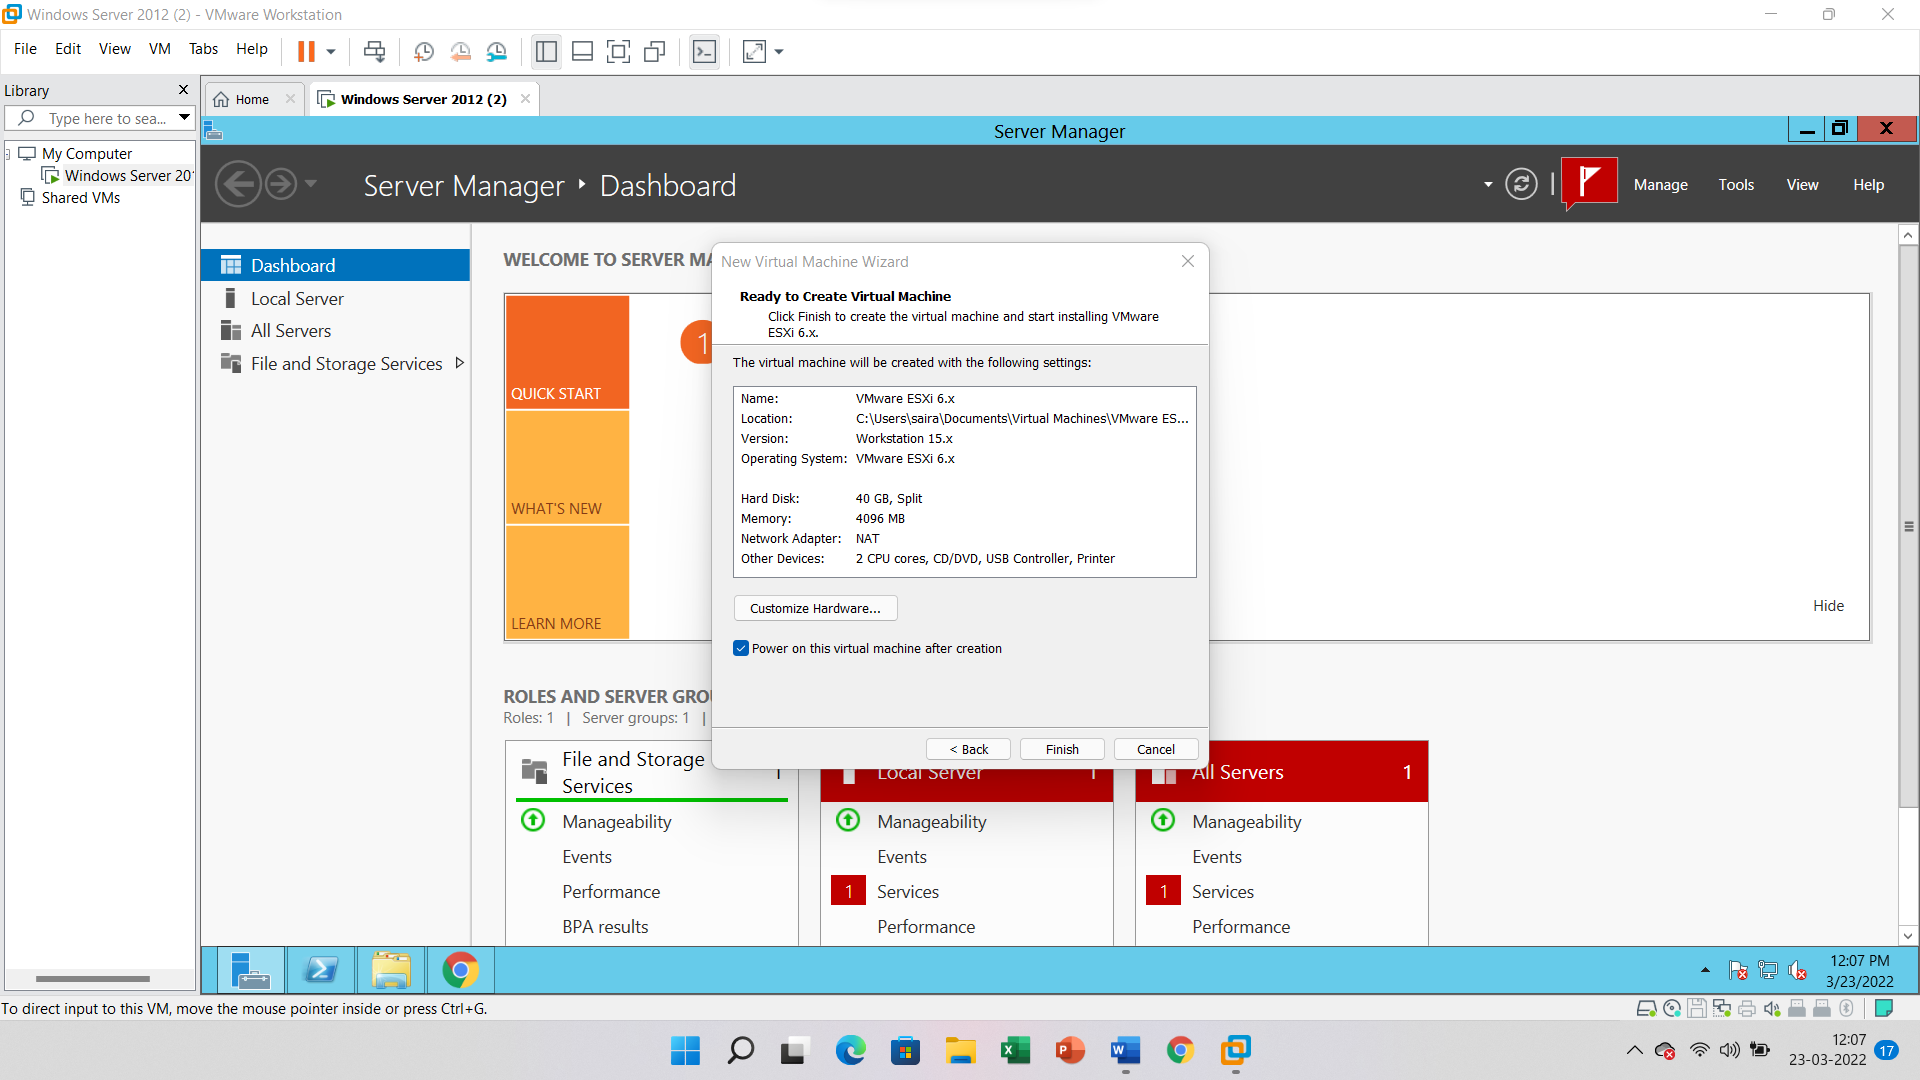 Windows Server 2012 (2) - VMware Workstation
File Edit View VM Tabs Help
Library
Type here to sea...
My Computer
Windows Server 20
Shared VMs
Home
Windows Server 2012 (2)
Server Manager
Server Manager Dashboard
Manage Tools View Help
Dashboard
Local Server
All Servers
File and Storage Services
WELCOME TO SERVER
1
QUICK START
WHAT'S NEW
LEARN MORE
Hide
New Virtual Machine Wizard
Ready to Create Virtual Machine
Click Finish to create the virtual machine and start installing VMware
ESXi 6.x.
The virtual machine will be created with the following settings:
Name: VMware ESXi 6.x
Location: C:\Users\saira\Documents\Virtual Machines\VMware ES...
Version: Workstation 15.x
Operating System: VMware ESXi 6.x
Hard Disk: 40 GB, Split
Memory: 4096 MB
Network Adapter: NAT
Other Devices: 2 CPU cores, CD/DVD, USB Controller, Printer
Customize Hardware...
Power on this virtual machine after creation
< Back Finish Cancel
ROLES AND SERVER
Roles: 1 | Server groups: 1 |
File and Storage
Services
1
Manageability
Events
Performance
BPA results
Local Server 1
Manageability
Events
1 Services
Performance
All Servers 1
Manageability
Events
1 Services
Performance
12:07 PM
3/23/2022
To direct input to this VM, move the mouse pointer inside or press Ctrl+G.
12:07
23-03-2022
17